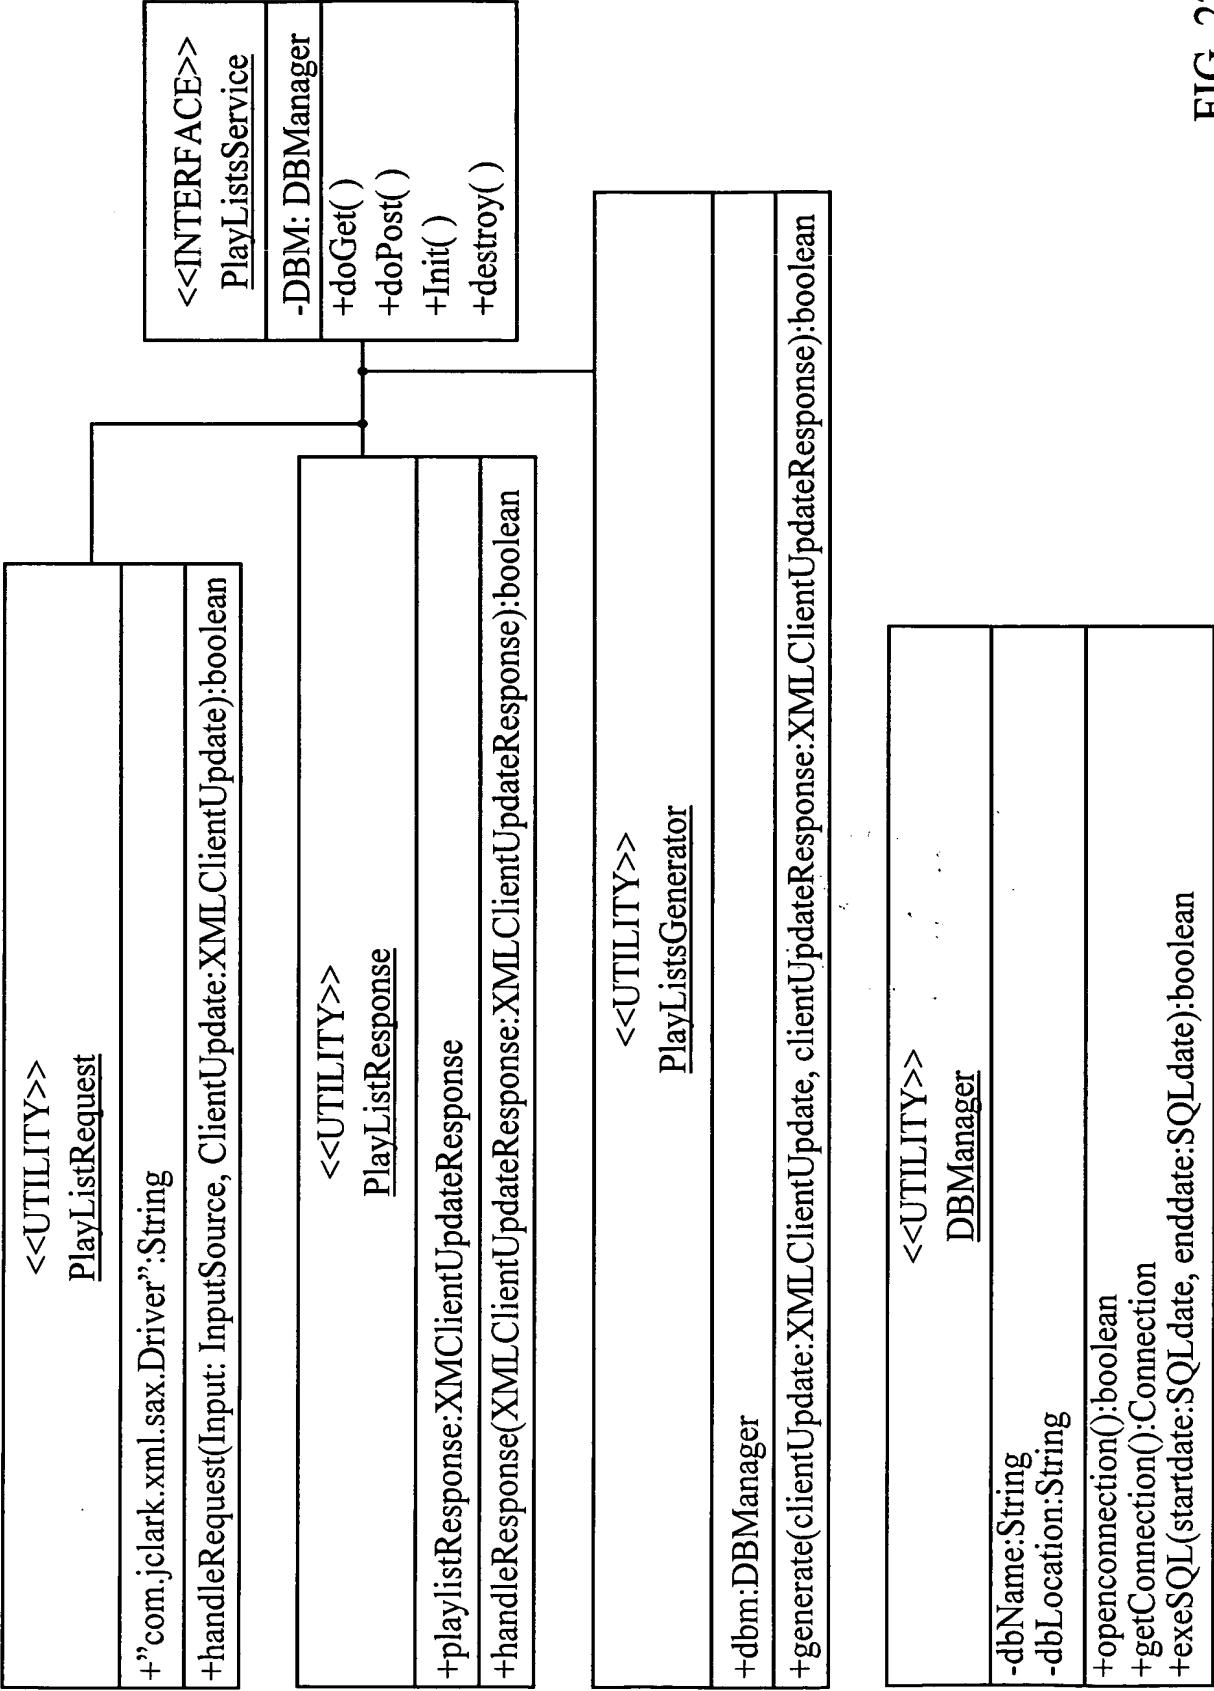 <<UTILITY>>
PlayListRequest
+”com.jclark.xml.sax.Driver”:String
+handleRequest(Input: InputSource, ClientUpdate:XMLClientUpdate):boolean
<<UTILITY>>
PlayListResponse
+playlistResponse:XMClientUpdateResponse
+handleResponse(XMLClientUpdateResponse:XMLClientUpdateResponse):boolean
<<UTILITY>>
PlayListsGenerator
+dbm:DBManager
+generate(clientUpdate:XMLClientUpdate, clientUpdateResponse:XMLClientUpdateResponse):boolean
<<UTILITY>>
DBManager
-dbName:String
-dbLocation:String
+openconnection():boolean
+getConnection():Connection
+exeSQL(startdate:SQLdate, enddate:SQLdate):boolean
<<INTERFACE>>
PlayListsService
-DBM: DBManager
+doGet( )
+doPost( )
+Init( )
+destroy( )
FIG.